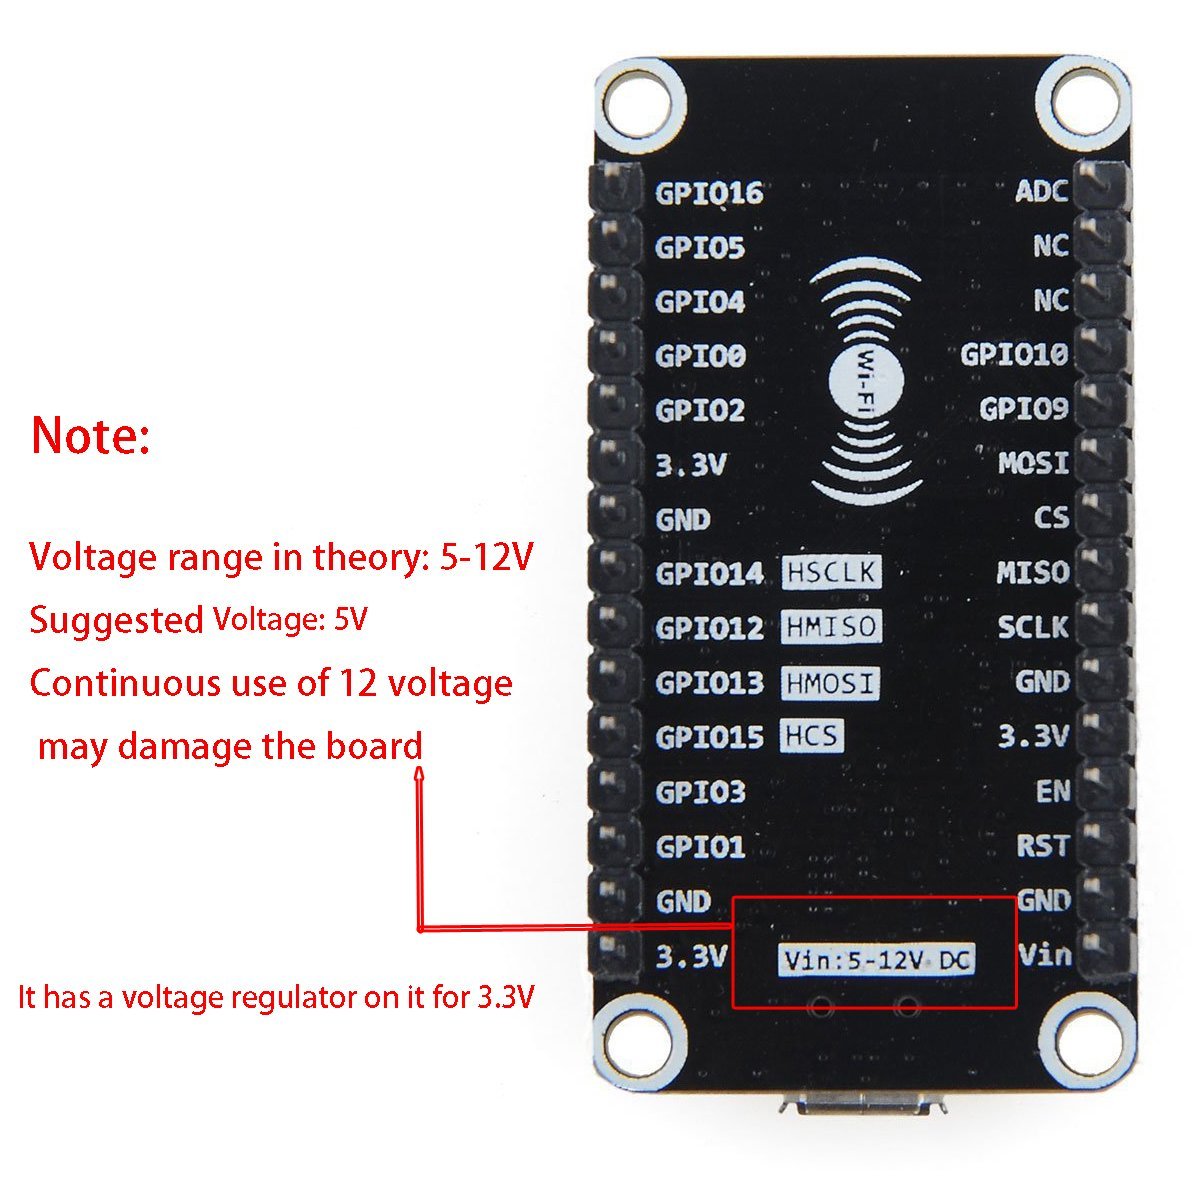 Note:
Voltage range in theory: 5-12V
Suggested Voltage: 5V
Continuous use of 12 voltage
may damage the board
It has a voltage regulator on it for 3.3V
GPIO16
GPIO5
GPIO4
GPIO0
GPIO2
3.3V
GND
GPIO14 HSCLK
GPIO12 HMISO
GPIO13 HMOSI
GPIO15 HCS
GPIO3
GPIO1
GND
3.3V
Wi-Fi
Vin:5-12V DC
ADC
NC
NC
GPIO10
GPIO9
MOSI
CS
MISO
SCLK
GND
3.3V
EN
RST
GND
Vin